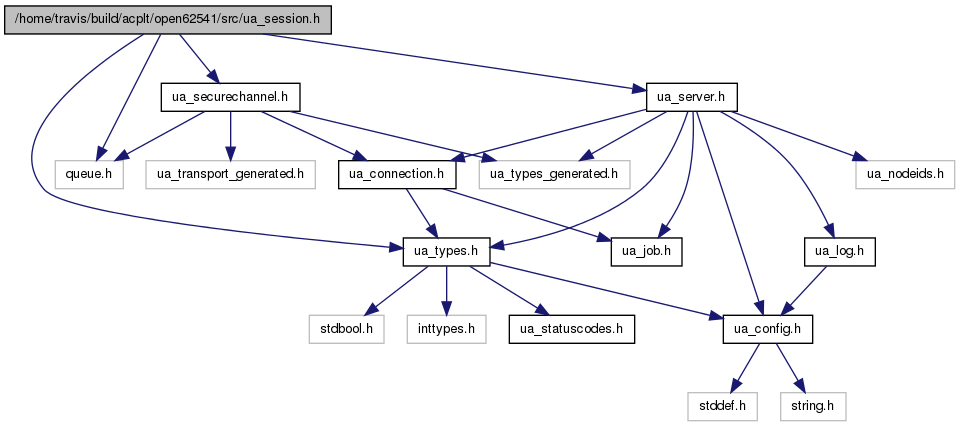 /home/travis/build/acplt/open62541/src/ua_session.h
ua_securechannel.h
ua_server.h
queue.h
ua_transport_generated.h
ua_connection.h
ua_types_generated.h
ua_nodeids.h
ua_types.h
ua_job.h
ua_log.h
stdbool.h
inttypes.h
ua_statuscodes.h
ua_config.h
stddef.h
string.h